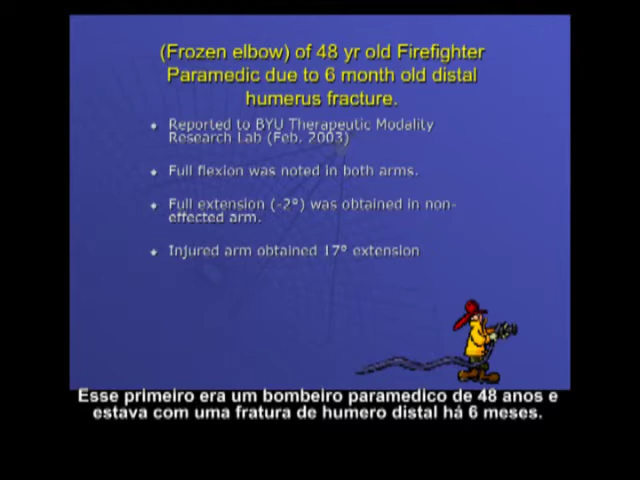 (Frozen elbow) of 48 yr old Firefighter
Paramedic due to 6 month old distal
humerus fracture.
Reported to BYU Therapeutic Modality
Research Lab (Feb. 2003)
Full flexion was noted in both arms.
Full extension (-2°) was obtained in non-
effected arm.
Injured arm obtained 17° extension
Esse primeiro era um bombeiro paramedico de 48 anos e
estava com uma fratura de humero distal há 6 meses.